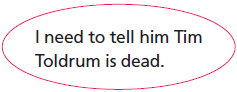 I need to tell him Tim
Toldrum is dead.